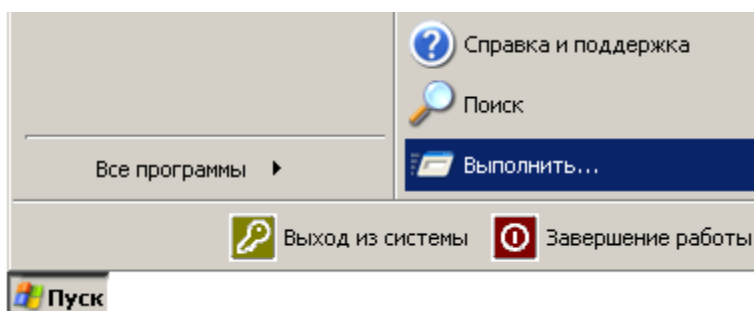 Справка и поддержка
Поиск
Все программы
Выполнить...
Выход из системы
Завершение работы
Пуск